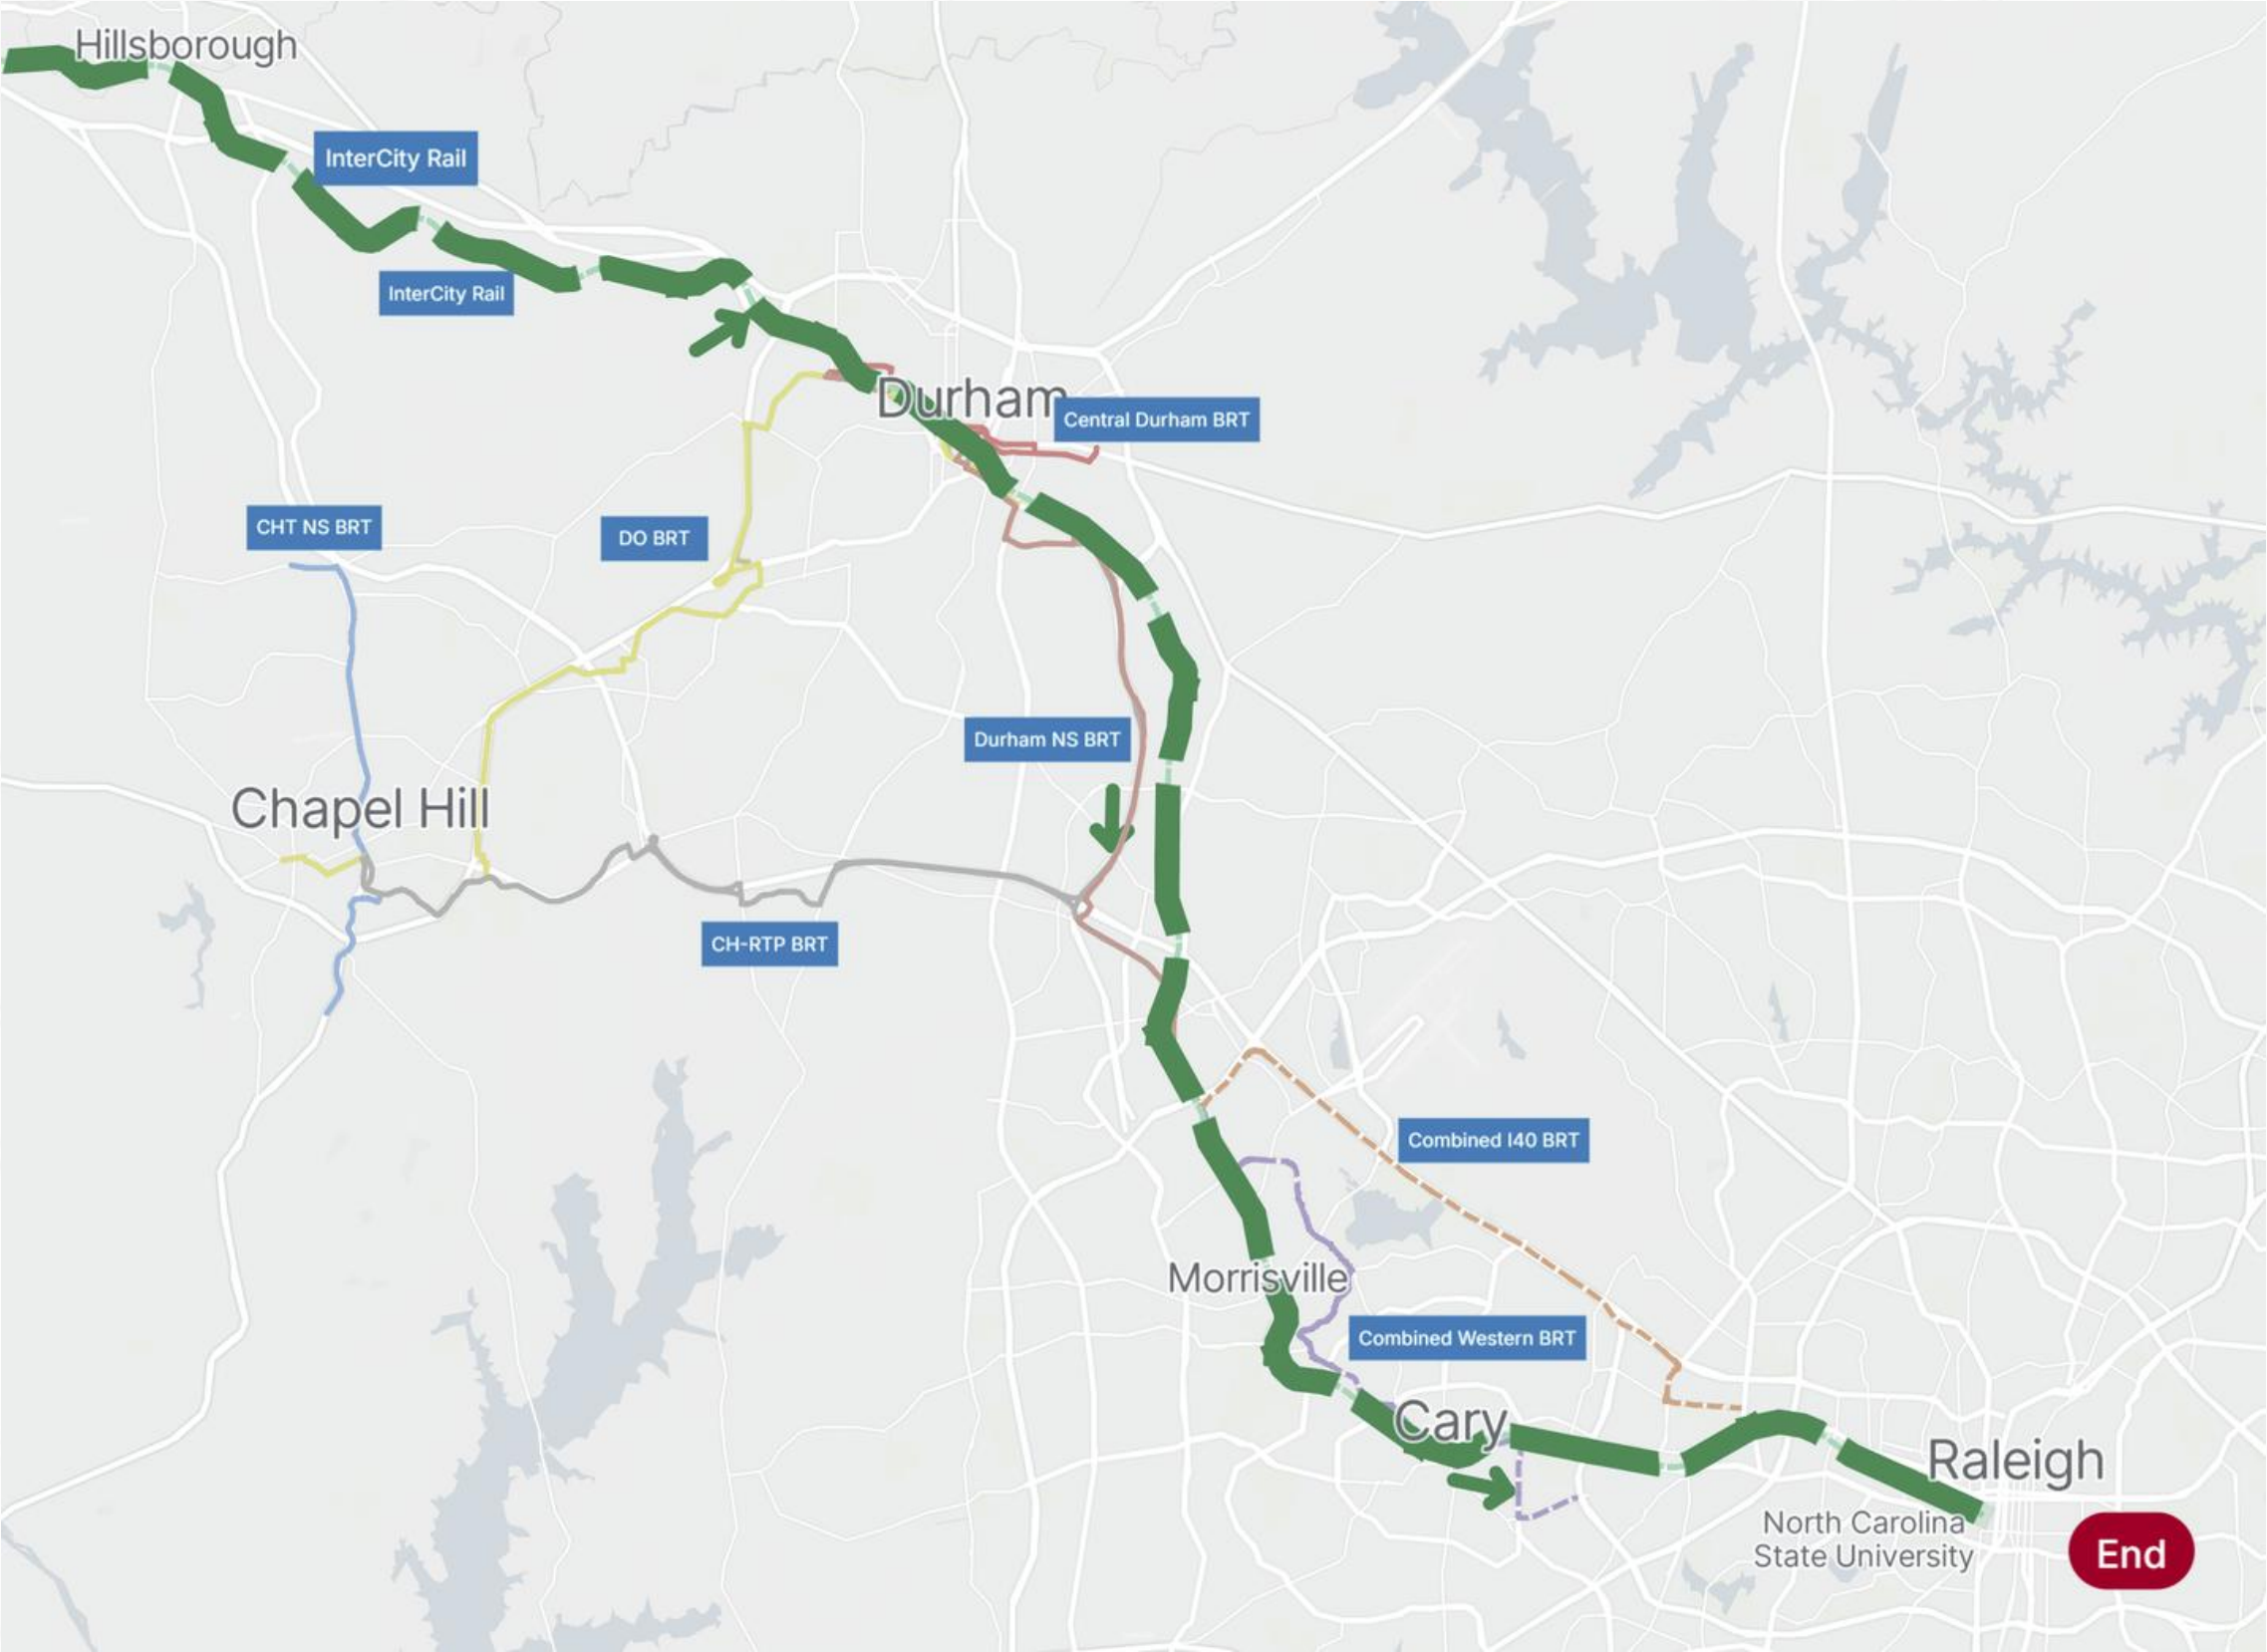 Hillsborough
InterCity Rail
InterCity Rail
Durham
Central Durham BRT
CHT NS BRT
DO BRT
Durham NS BRT
Chapel Hill
CH-RTP BRT
Combined I40 BRT
Morrisville
Combined Western BRT
Cary
Raleigh
North Carolina
State University
End